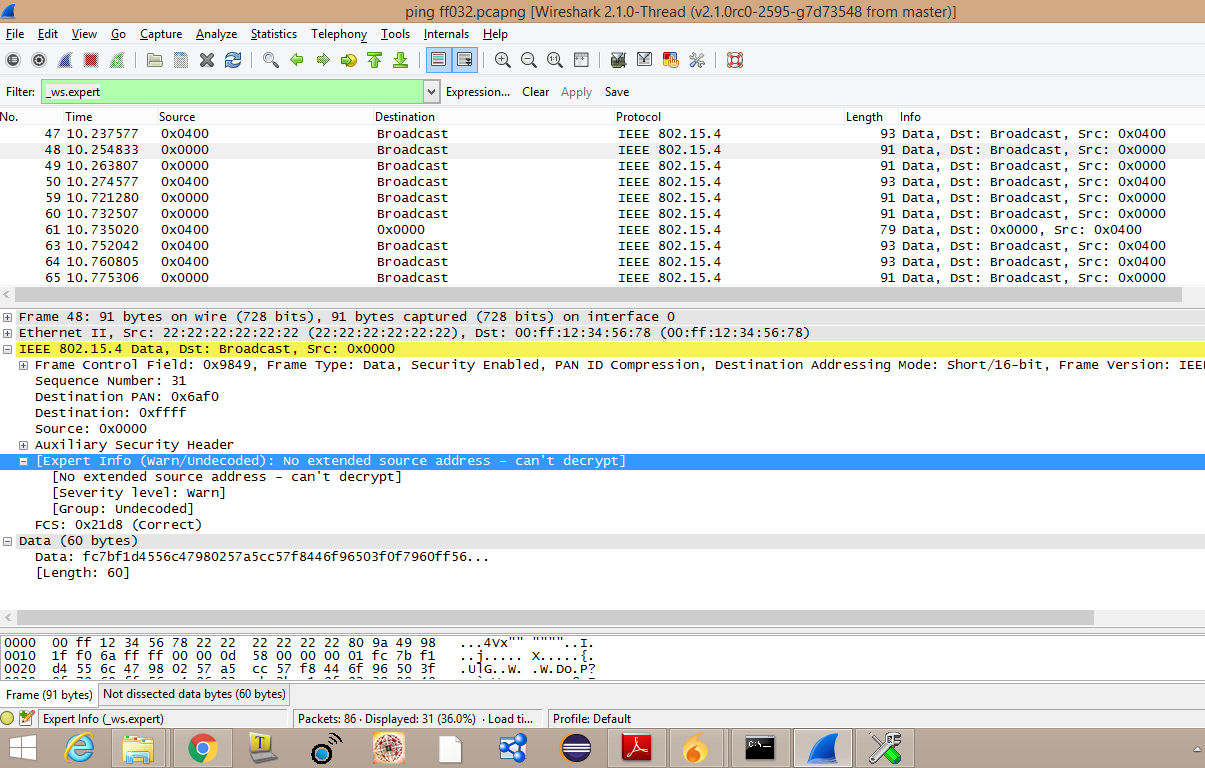 ping ff032.pcapng [Wireshark 2.1.0-Thread (v2.1.0rc0-2595-g7d73548 from master)]
File Edit View Go Capture Analyze Statistics Telephony Tools Internals Help
Filter: _ws.expert Expression... Clear Apply Save
No. Time Source Destination Protocol Length Info
47 10.237577 0x0400 Broadcast IEEE 802.15.4 93 Data, Dst: Broadcast, Src: 0x0400
48 10.254833 0x0000 Broadcast IEEE 802.15.4 91 Data, Dst: Broadcast, Src: 0x0000
49 10.263807 0x0000 Broadcast IEEE 802.15.4 91 Data, Dst: Broadcast, Src: 0x0000
50 10.274577 0x0400 Broadcast IEEE 802.15.4 93 Data, Dst: Broadcast, Src: 0x0400
59 10.721280 0x0000 Broadcast IEEE 802.15.4 91 Data, Dst: Broadcast, Src: 0x0000
60 10.732507 0x0000 Broadcast IEEE 802.15.4 91 Data, Dst: Broadcast, Src: 0x0000
61 10.735020 0x0400 0x0000 IEEE 802.15.4 79 Data, Dst: 0x0000, Src: 0x0400
63 10.752042 0x0400 Broadcast IEEE 802.15.4 93 Data, Dst: Broadcast, Src: 0x0400
64 10.760805 0x0400 Broadcast IEEE 802.15.4 93 Data, Dst: Broadcast, Src: 0x0400
65 10.775306 0x0000 Broadcast IEEE 802.15.4 91 Data, Dst: Broadcast, Src: 0x0000
Frame 48: 91 bytes on wire (728 bits), 91 bytes captured (728 bits) on interface 0
Ethernet II, Src: 22:22:22:22:22:22 (22:22:22:22:22:22), Dst: 00:ff:12:34:56:78 (00:ff:12:34:56:78)
IEEE 802.15.4 Data, Dst: Broadcast, Src: 0x0000
Frame Control Field: 0x9849, Frame Type: Data, Security Enabled, PAN ID Compression, Destination Addressing Mode: Short/16-bit, Frame Version: IEE
Sequence Number: 31
Destination PAN: 0x6af0
Destination: 0xffff
Source: 0x0000
Auxiliary Security Header
[Expert Info (Warn/Undecoded): No extended source address - can't decrypt]
[No extended source address - can't decrypt]
[Severity level: Warn]
[Group: Undecoded]
FCS: 0x21d8 (Correct)
Data (60 bytes)
Data: fc7bf1d4556c47980257a5cc57f8446f96503f0f7960ff56...
[Length: 60]
0000 00 ff 12 34 56 78 22 22 22 22 22 22 80 9a 49 98 ...4Vx"" """"..I.
0010 1f f0 6a ff ff 00 00 0d 58 00 00 00 01 fc 7b f1 ..j..... X.....{.
0020 d4 55 6c 47 98 02 57 a5 cc 57 f8 44 6f 96 50 3f .UlG..W. .W.Do.P?
Frame (91 bytes) Not dissected data bytes (60 bytes)
Expert Info (_ws.expert) Packets: 86 · Displayed: 31 (36.0%) · Load ti... Profile: Default